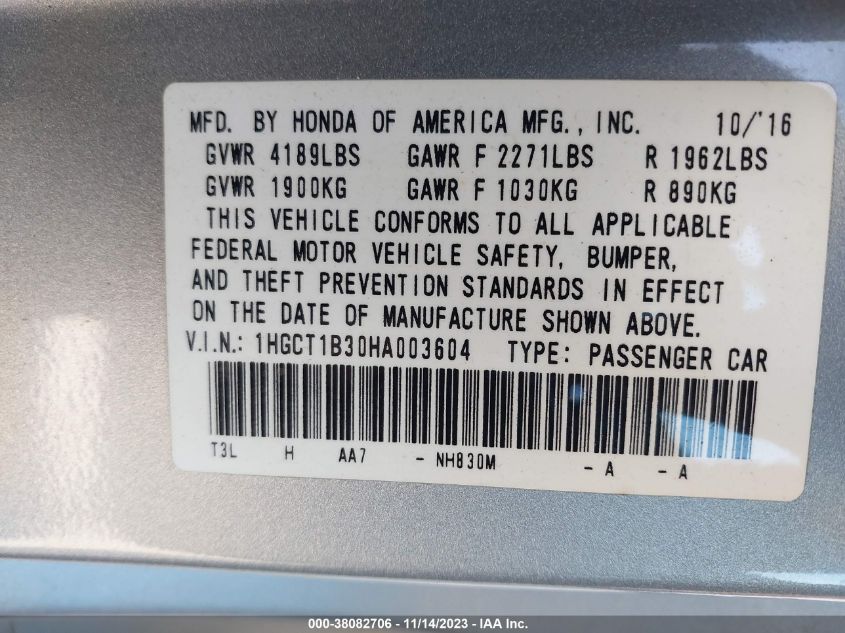 MFD. BY HONDA OF AMERICA MFG., INC. 10/'16
GVWR 4189LBS GAWR F 2271LBS R 1962LBS
GVWR 1900KG GAWR F 1030KG R 890KG
THIS VEHICLE CONFORMS TO ALL APPLICABLE
FEDERAL MOTOR VEHICLE SAFETY, BUMPER,
AND THEFT PREVENTION STANDARDS IN EFFECT
ON THE DATE OF MANUFACTURE SHOWN ABOVE.
V.I.N.: 1HGCT1B30HA003604 TYPE: PASSENGER CAR
T3L H AA7 - NH830M - A - A
000-38082706 | 11/14/2023 - IAA Inc.